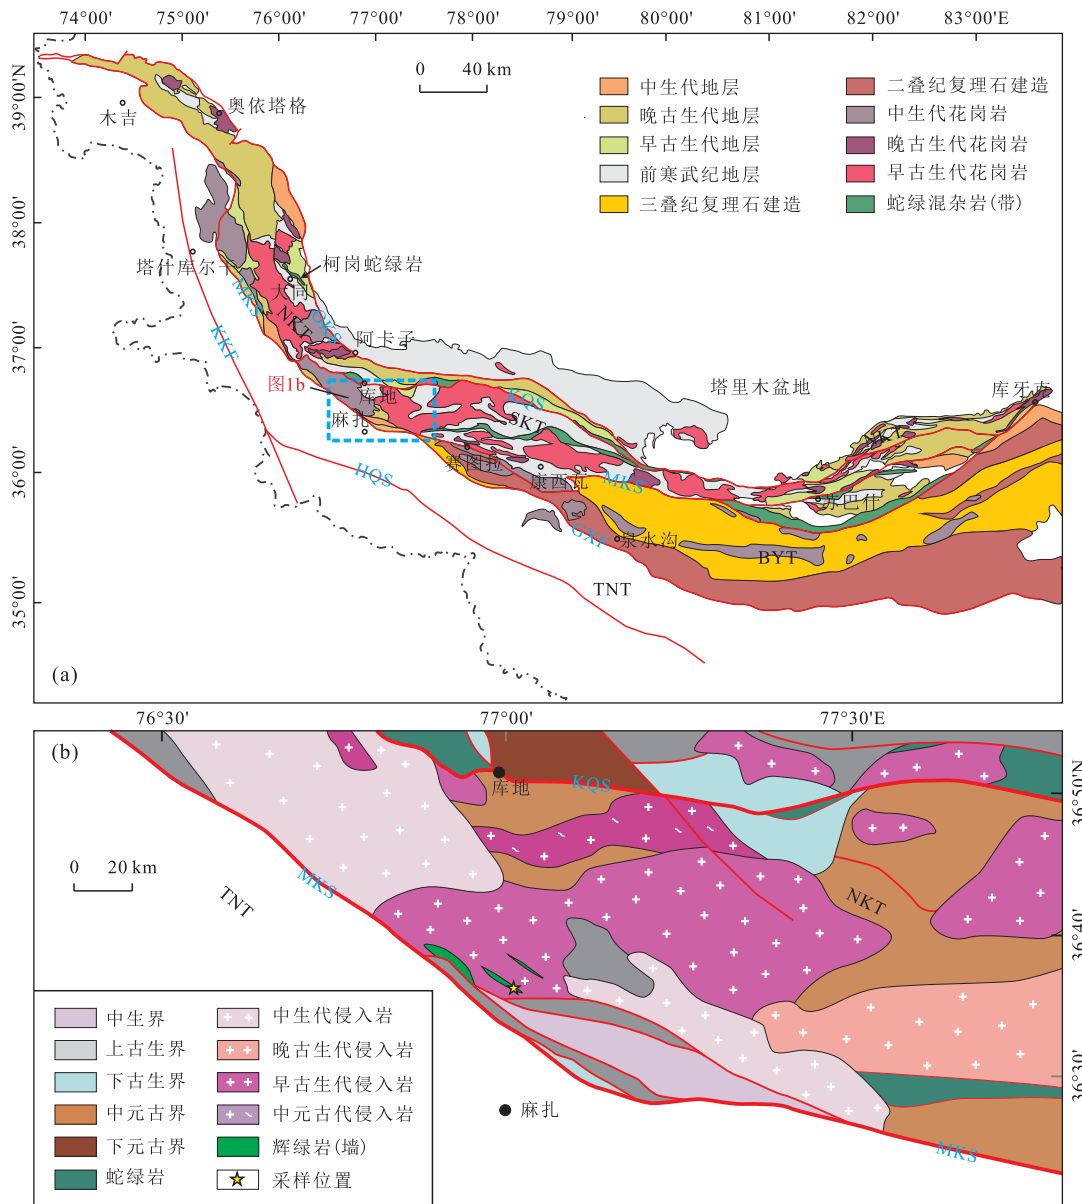 74°00'
75°00'
76°00'
77°00'
78°00'
79°00'
80°00'
81°00'
82°00'
83°00'E
39°00'N
38°00'
37°00'
36°00'
35°00'
0 40 km
中生代地层
晚古生代地层
早古生代地层
前寒武纪地层
三叠纪复理石建造
二叠纪复理石建造
中生代花岗岩
晚古生代花岗岩
早古生代花岗岩
蛇绿混杂岩(带)
木吉
奥依塔格
塔什库尔干
柯岗蛇绿岩
大同
MKS
NKT
KKF
阿卡孜
图1b
库地
麻扎
KQS
SKT
塔里木盆地
库牙克
赛图拉
康西瓦
MKS
HQS
GXF
泉水沟
苏巴什
BYT
TNT
(a)
76°30'
77°00'
77°30'E
(b)
36°50'N
36°40'
36°30'
库地
KQS
0 20 km
MKS
TNT
NKT
麻扎
MKS
中生界
上古生界
下古生界
中元古界
下元古界
蛇绿岩
中生代侵入岩
晚古生代侵入岩
早古生代侵入岩
中元古代侵入岩
辉绿岩(墙)
采样位置